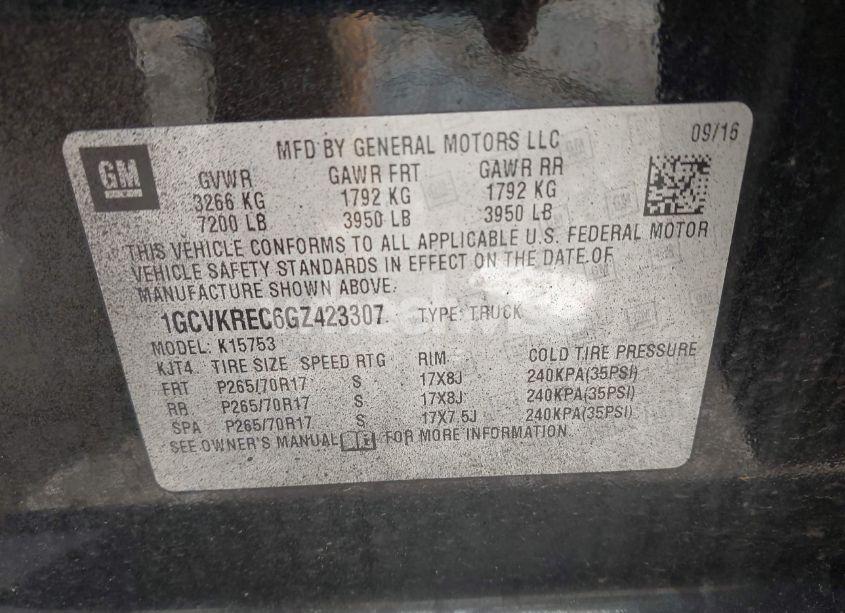 GM
MFD BY GENERAL MOTORS LLC 09/16
GVWR GAWR FRT GAWR RR
3266 KG 1792 KG 1792 KG
7200 LB 3950 LB 3950 LB
THIS VEHICLE CONFORMS TO ALL APPLICABLE U.S. FEDERAL MOTOR
VEHICLE SAFETY STANDARDS IN EFFECT ON THE DATE OF
MANUFACTURE SHOWN ABOVE.
1GCVKREC6GZ423307 TYPE: TRUCK
MODEL: K15753
KJT4 TIRE SIZE SPEED RTG RIM COLD TIRE PRESSURE
FRT P265/70R17 S 17X8J 240KPA(35PSI)
RR P265/70R17 S 17X8J 240KPA(35PSI)
SPA P265/70R17 S 17X7.5J 240KPA(35PSI)
SEE OWNER'S MANUAL FOR MORE INFORMATION.